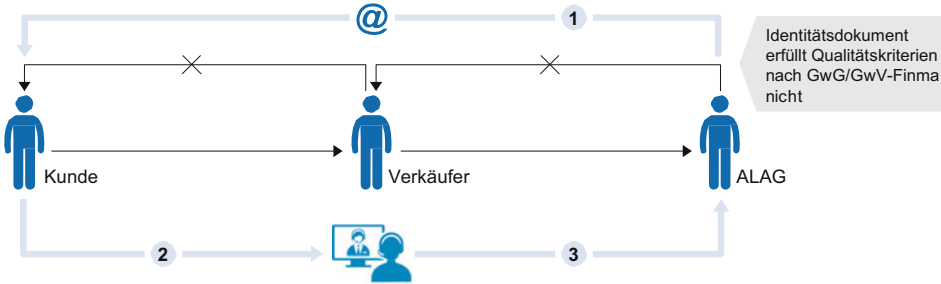 @
1
Identitätsdokument
erfüllt Qualitätskriterien
nach GwG/GwV-Finma
nicht
Kunde
Verkäufer
ALAG
2
3